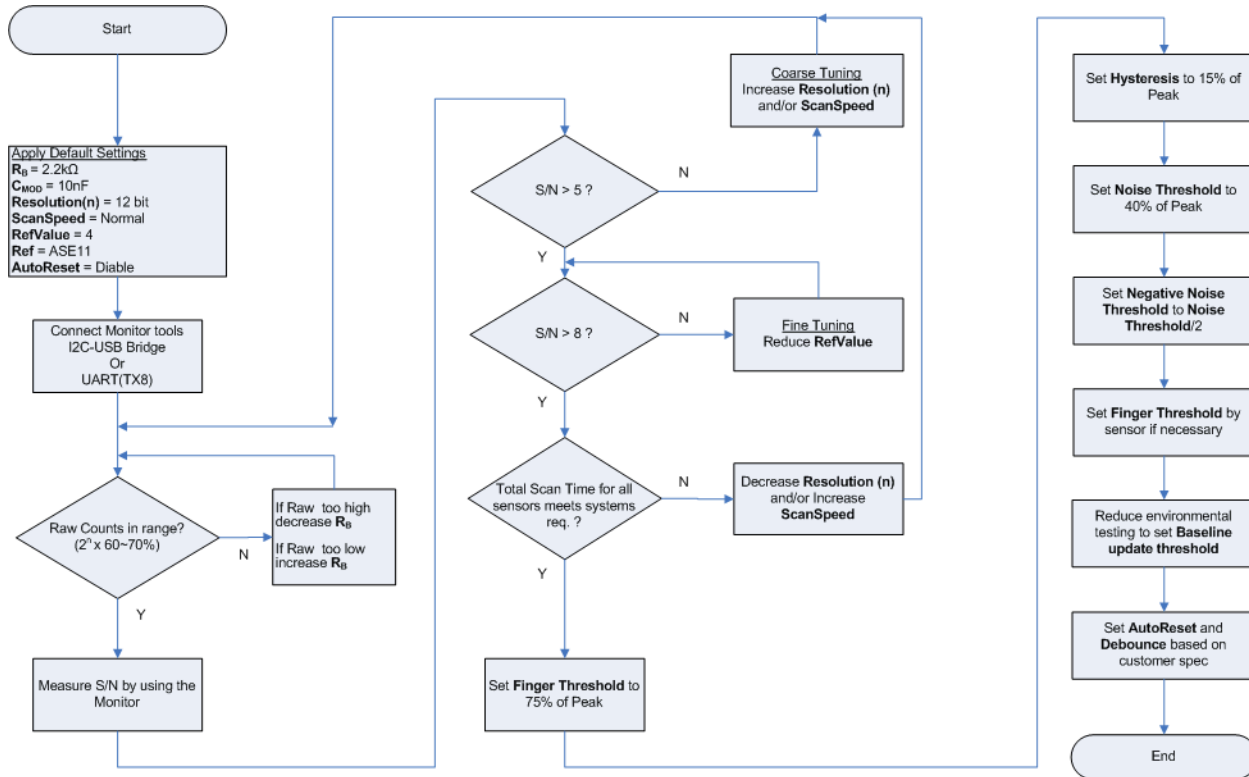 Start
Apply Default Settings
R_B = 2.2kΩ
C_MOD = 10nF
Resolution(n) = 12 bit
ScanSpeed = Normal
RefValue = 4
Ref = ASE11
AutoReset = Diable
Connect Monitor tools
I2C-USB Bridge
Or
UART(TX8)
Raw Counts in range?
(2ⁿ x 60~70%)
N
If Raw too high
decrease R_B
If Raw too low
increase R_B
Y
Measure S/N by using the
Monitor
S/N > 5 ?
N
Coarse Tuning
Increase Resolution (n)
and/or ScanSpeed
Y
S/N > 8 ?
N
Fine Tuning
Reduce RefValue
Y
Total Scan Time for all
sensors meets systems
req. ?
N
Decrease Resolution (n)
and/or Increase
ScanSpeed
Y
Set Finger Threshold to
75% of Peak
Set Hysteresis to 15% of
Peak
Set Noise Threshold to
40% of Peak
Set Negative Noise
Threshold to Noise
Threshold/2
Set Finger Threshold by
sensor if necessary
Reduce environmental
testing to set Baseline
update threshold
Set AutoReset and
Debounce based on
customer spec
End